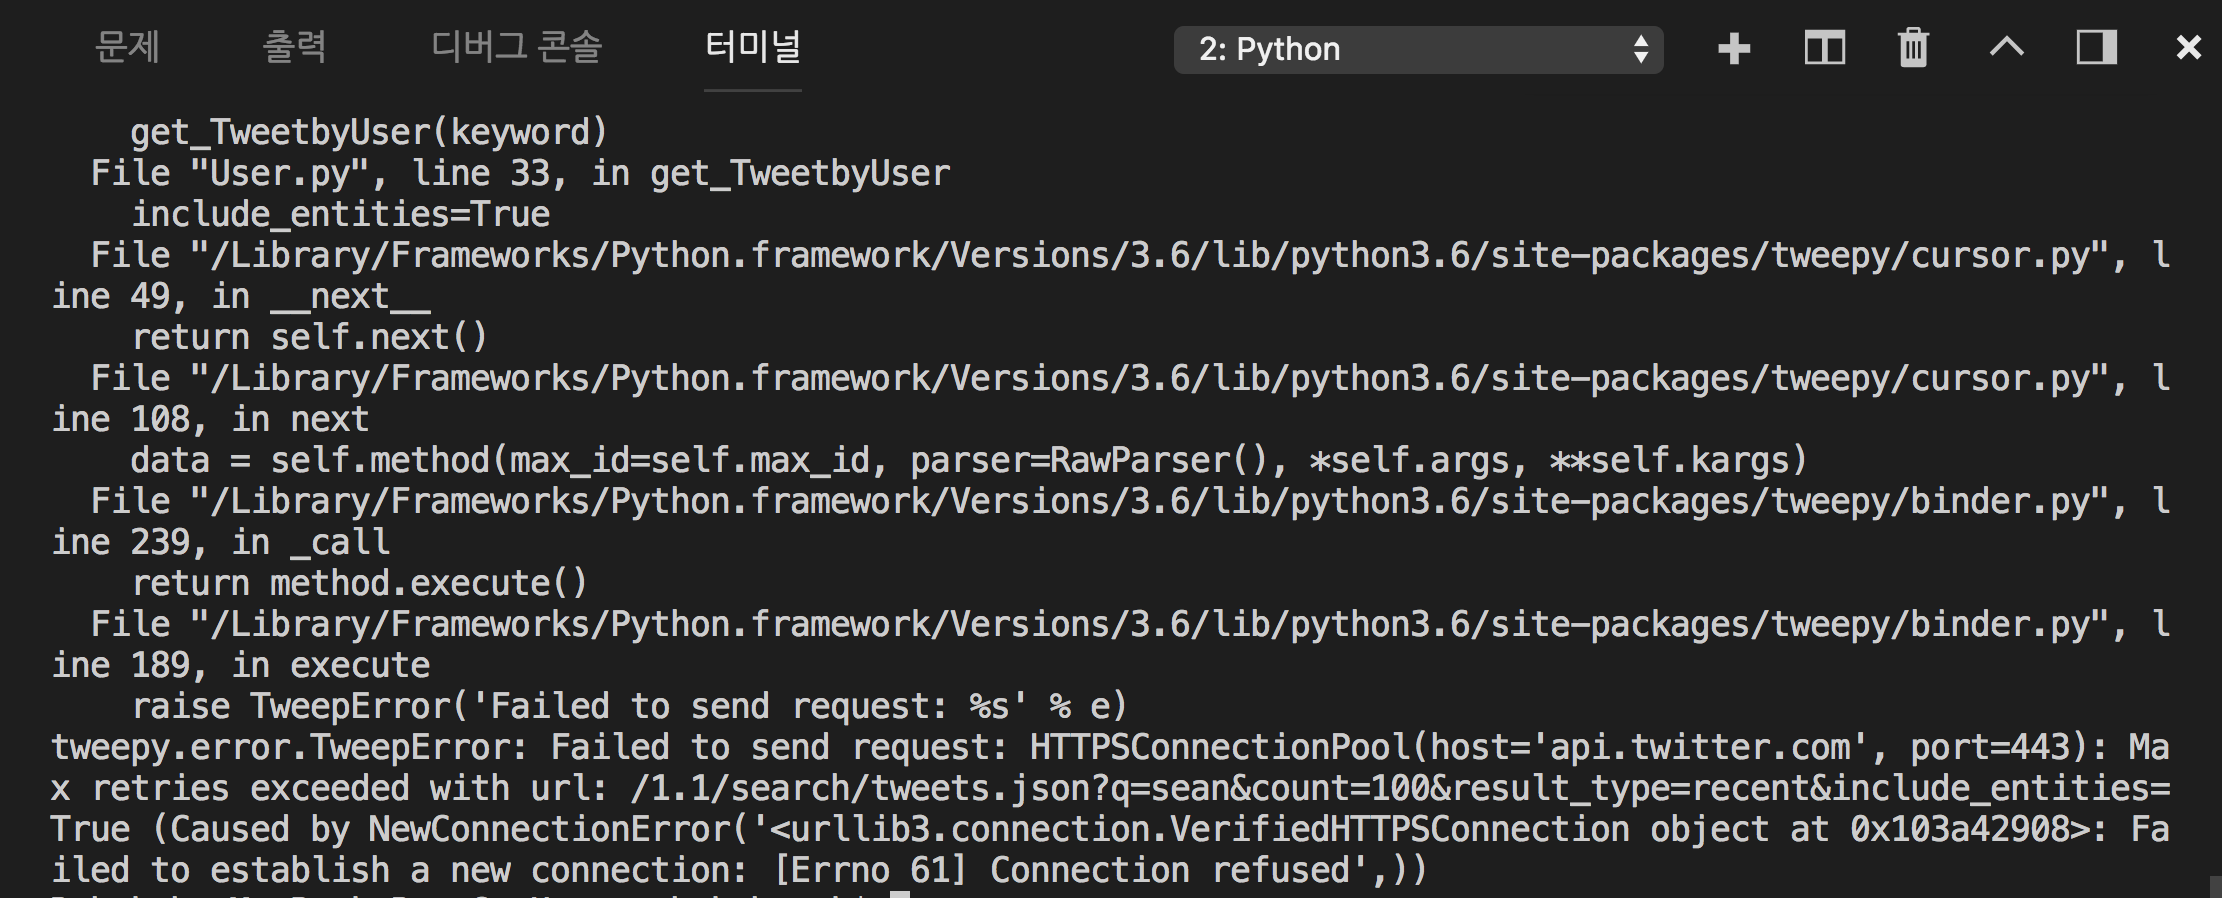 문제 출력 디버그 콘솔 터미널 2: Python
get_TweetbyUser(keyword)
File "User.py", line 33, in get_TweetbyUser
include_entities=True
File "/Library/Frameworks/Python.framework/Versions/3.6/lib/python3.6/site-packages/tweepy/cursor.py", l
ine 49, in __next__
return self.next()
File "/Library/Frameworks/Python.framework/Versions/3.6/lib/python3.6/site-packages/tweepy/cursor.py", l
ine 108, in next
data = self.method(max_id=self.max_id, parser=RawParser(), *self.args, **self.kargs)
File "/Library/Frameworks/Python.framework/Versions/3.6/lib/python3.6/site-packages/tweepy/binder.py", l
ine 239, in _call
return method.execute()
File "/Library/Frameworks/Python.framework/Versions/3.6/lib/python3.6/site-packages/tweepy/binder.py", l
ine 189, in execute
raise TweepError('Failed to send request: %s' % e)
tweepy.error.TweepError: Failed to send request: HTTPSConnectionPool(host='api.twitter.com', port=443): Ma
x retries exceeded with url: /1.1/search/tweets.json?q=sean&count=100&result_type=recent&include_entities=
True (Caused by NewConnectionError('<urllib3.connection.VerifiedHTTPSConnection object at 0x103a42908>: Fa
iled to establish a new connection: [Errno 61] Connection refused',))